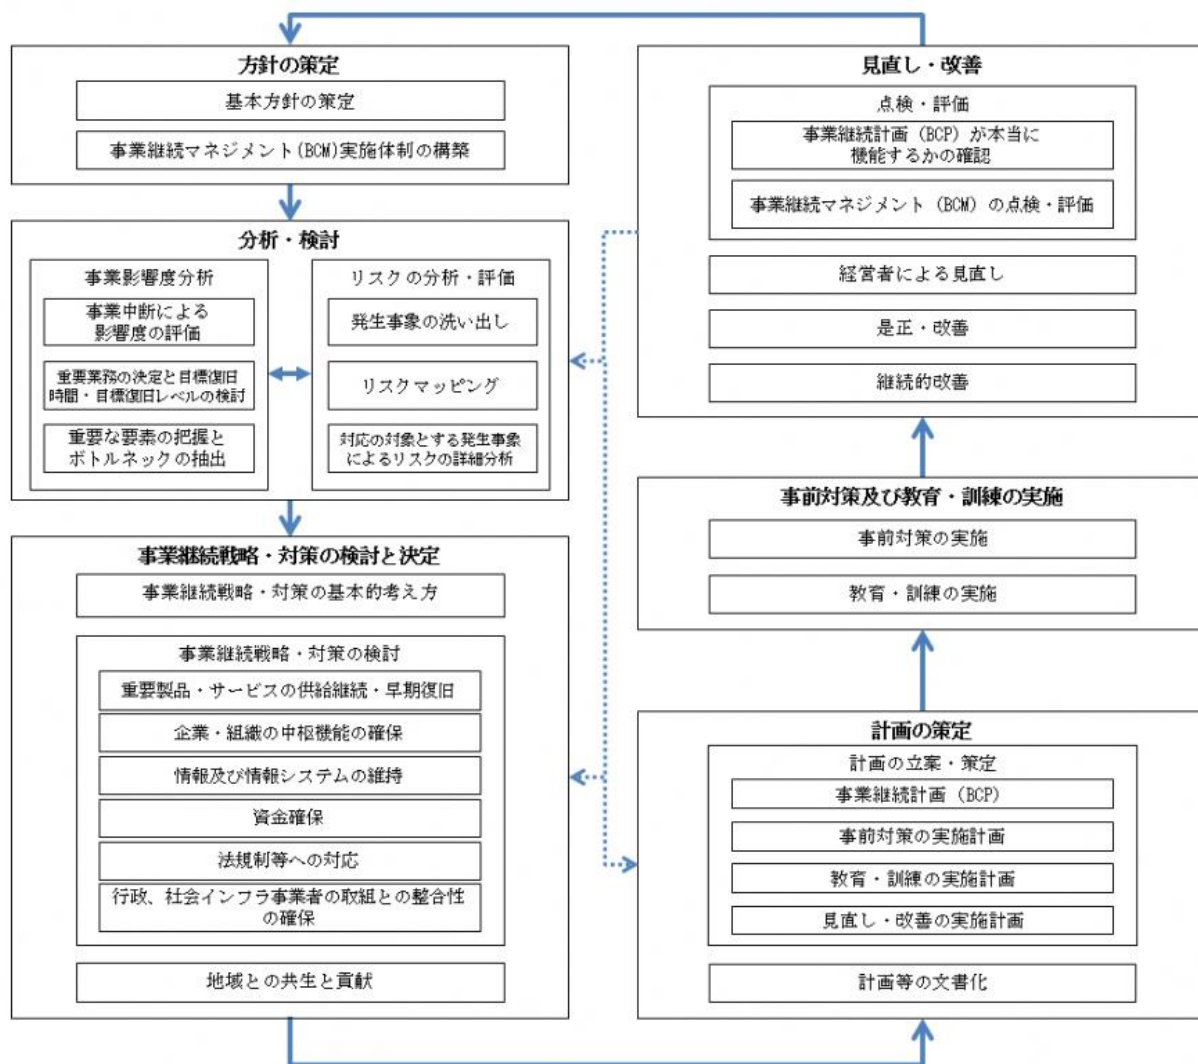 方針の策定
基本方針の策定
事業継続マネジメント(BCM)実施体制の構築
分析・検討
事業影響度分析
事業中断による
影響度の評価
重要業務の決定と目標復旧
時間・目標復旧レベルの検討
重要な要素の把握と
ボトルネックの抽出
リスクの分析・評価
発生事象の洗い出し
リスクマッピング
対応の対象とする発生事象
によるリスクの詳細分析
事業継続戦略・対策の検討と決定
事業継続戦略・対策の基本的考え方
事業継続戦略・対策の検討
重要製品・サービスの供給継続・早期復旧
企業・組織の中枢機能の確保
情報及び情報システムの維持
資金確保
法規制等への対応
行政、社会インフラ事業者の取組との整合性
の確保
地域との共生と貢献
見直し・改善
点検・評価
事業継続計画（BCP）が本当に
機能するかの確認
事業継続マネジメント（BCM）の点検・評価
経営者による見直し
是正・改善
継続的改善
事前対策及び教育・訓練の実施
事前対策の実施
教育・訓練の実施
計画の策定
計画の立案・策定
事業継続計画（BCP）
事前対策の実施計画
教育・訓練の実施計画
見直し・改善の実施計画
計画等の文書化